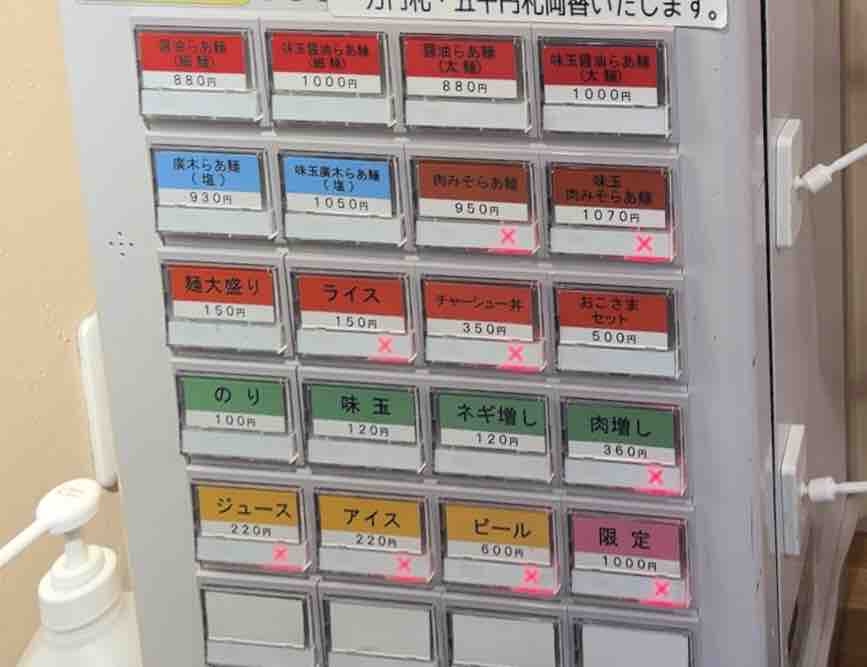 万円札・五千円札両替いたします。
醤油らあ麺
(細 麺)
880円
味玉醤油らあ麺
(細 麺)
1000円
醤油らあ麺
(太 麺)
880円
味玉醤油らあ麺
(太 麺)
1000円
廣木らあ麺
(塩)
930円
味玉廣木らあ麺
(塩)
1050円
肉みそらあ麺
950円
×
味玉
肉みそらあ麺
1070円
×
麺大盛り
150円
ライス
150円
×
チャーシュー丼
350円
×
おこさま
セット
500円
のり
100円
味玉
120円
ネギ増し
120円
肉増し
360円
×
ジュース
220円
×
アイス
220円
×
ビール
600円
×
限定
1000円
×